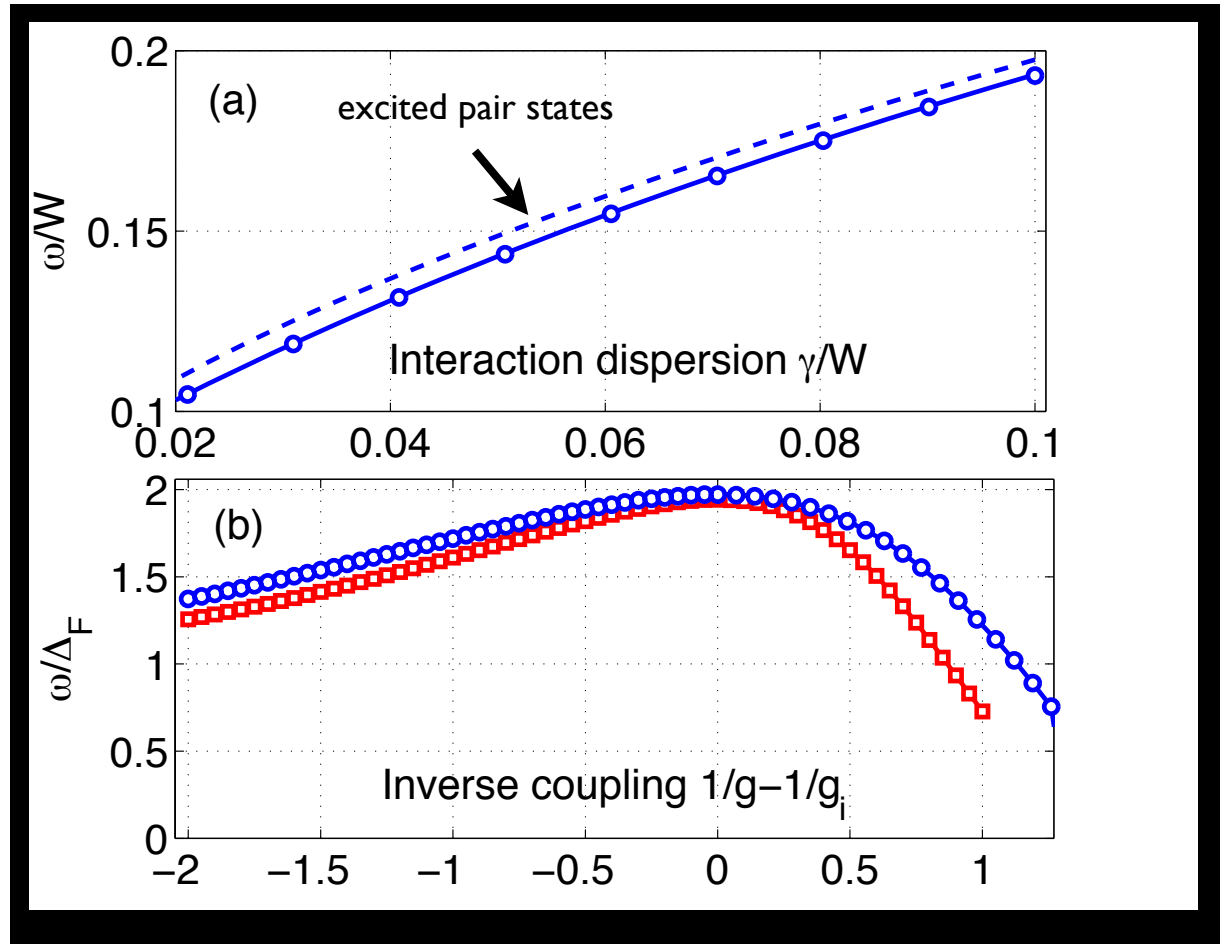 0.2
(a)
excited pair states
ω/W
0.15
Interaction dispersion γ/W
0.1
0.02 0.04 0.06 0.08 0.1
2
(b)
1.5
ω/Δ_F
1
0.5
Inverse coupling 1/g−1/g_i
0
−2 −1.5 −1 −0.5 0 0.5 1